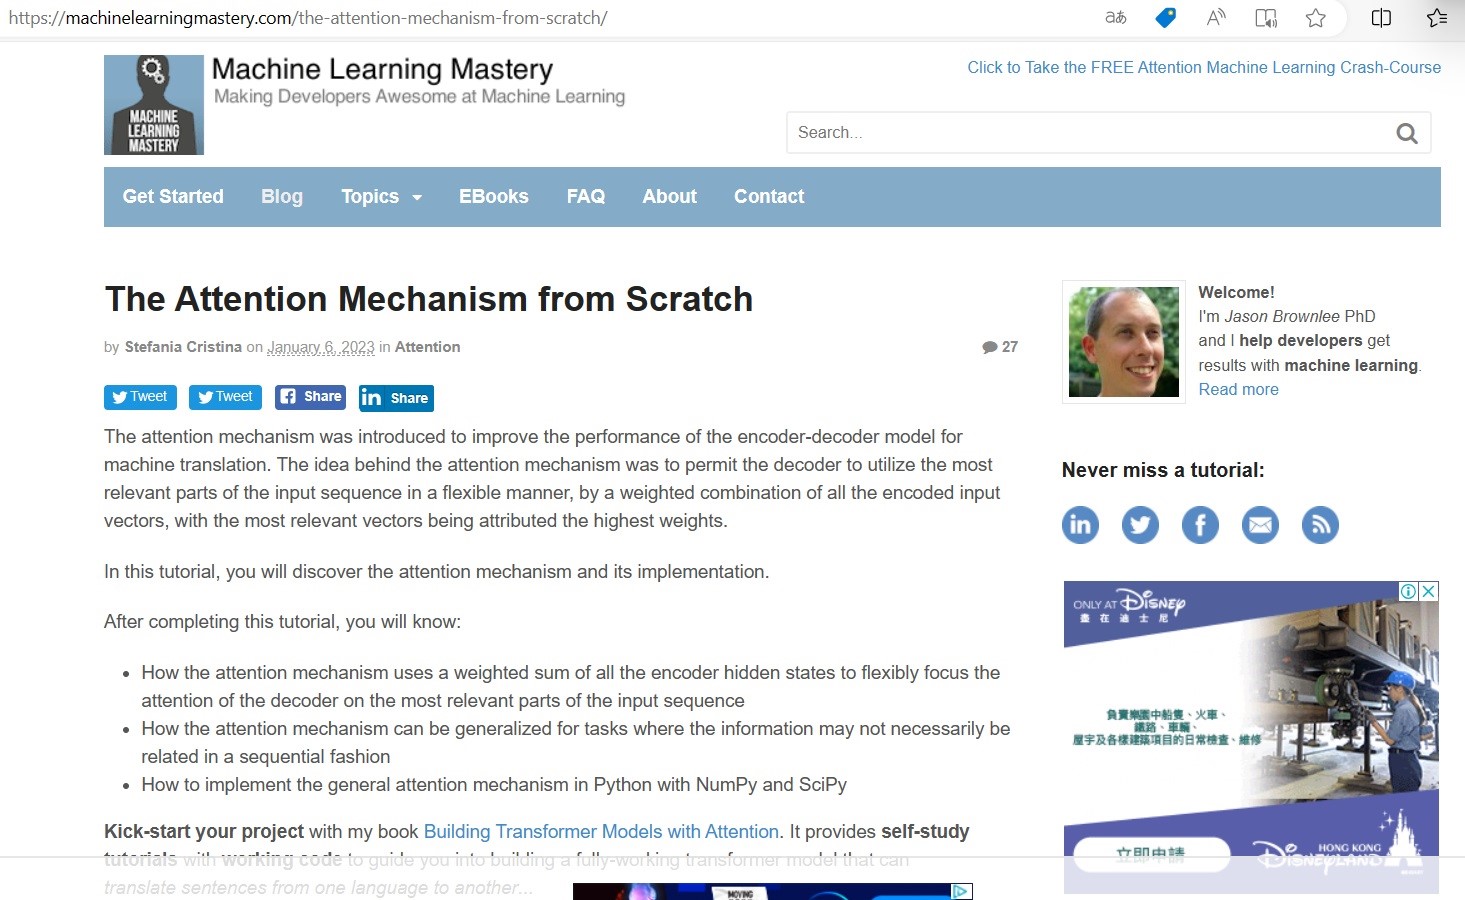 https://machinelearningmastery.com/the-attention-mechanism-from-scratch/
MACHINE
LEARNING
MASTERY
Machine Learning Mastery
Making Developers Awesome at Machine Learning
Click to Take the FREE Attention Machine Learning Crash-Course
Search...
Get Started Blog Topics EBooks FAQ About Contact
The Attention Mechanism from Scratch
by Stefania Cristina on January 6, 2023 in Attention 27
Tweet Tweet Share Share
The attention mechanism was introduced to improve the performance of the encoder-decoder model for
machine translation. The idea behind the attention mechanism was to permit the decoder to utilize the most
relevant parts of the input sequence in a flexible manner, by a weighted combination of all the encoded input
vectors, with the most relevant vectors being attributed the highest weights.
In this tutorial, you will discover the attention mechanism and its implementation.
After completing this tutorial, you will know:
• How the attention mechanism uses a weighted sum of all the encoder hidden states to flexibly focus the
attention of the decoder on the most relevant parts of the input sequence
• How the attention mechanism can be generalized for tasks where the information may not necessarily be
related in a sequential fashion
• How to implement the general attention mechanism in Python with NumPy and SciPy
Kick-start your project with my book Building Transformer Models with Attention. It provides self-study
tutorials with working code to guide you into building a fully-working transformer model that can
translate sentences from one language to another...
Welcome!
I'm Jason Brownlee PhD
and I help developers get
results with machine learning.
Read more
Never miss a tutorial:
ONLY AT Disney
盡在迪士尼
負責樂園中船隻、火車、
鐵路、車輛、
屋宇及各樣建築項目的日常檢查、維修
立即申請
HONG KONG
Disneyland
MOVING